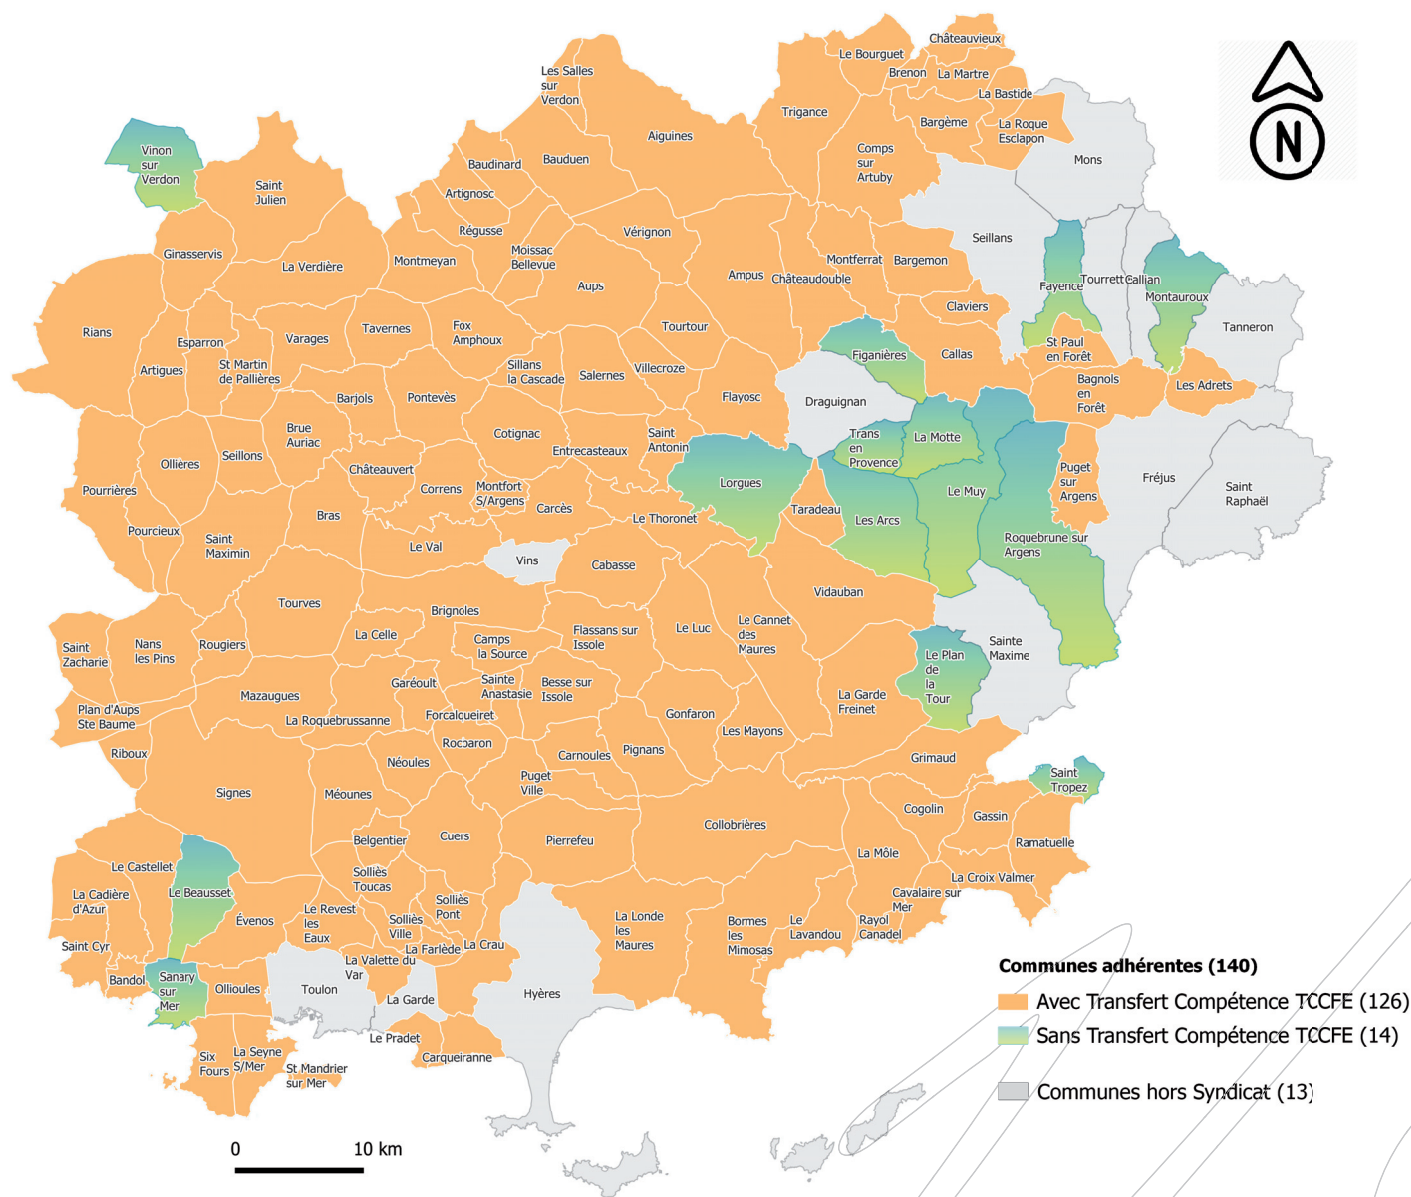 Châteauvieux
Le Bourguet
Brenon
La Martre
Les Salles
sur
Verdon
La Bastide
Trigance
Bargème
La Roque
Esclapon
Aiguines
Vinon
sur
Verdon
Baudinard
Bauduen
Comps
sur
Artuby
Mons
Saint
Julien
Artignosc
Régusse
Vérignon
Seillans
Ginasservis
La Verdière
Montmeyan
Moissac
Bellevue
Aups
Ampus
Châteaudouble
Montferrat
Bargemon
Fayence
Tourrett
Callian
Montauroux
Claviers
Tanneron
Rians
Artigues
Esparron
St Martin
de Pallières
Varages
Tavernes
Fox
Amphoux
Sillans
la Cascade
Salernes
Tourtour
Villecroze
Figanières
Callas
St Paul
en Forêt
Bagnols
en
Forêt
Les Adrets
Barjols
Pontevès
Flayosc
Draguignan
Brue
Auriac
Cotignac
Entrecasteaux
Saint
Antonin
Trans
en
Provence
La Motte
Ollières
Seillons
Châteauvert
Correns
Montfort
S/Argens
Carcès
Lorgues
Le Muy
Puget
sur
Argens
Fréjus
Saint
Raphaël
Pourrières
Pourcieux
Saint
Maximin
Bras
Le Val
Le Thoronet
Taradeau
Les Arcs
Roquebrune sur
Argens
Vins
Cabasse
Tourves
Brignoles
Vidauban
La Celle
Camps
la Source
Flassans sur
Issole
Le Luc
Le Cannet
des
Maures
Sainte
Maxime
Saint
Zacharie
Nans
les Pins
Rougiers
Le Plan
de
la
Tour
Mazaugues
Garéoult
Sainte
Anastasie
Besse sur
Issole
La Garde
Freinet
Plan d'Aups
Ste Baume
La Roquebrussanne
Forcalqueiret
Gonfaron
Les Mayons
Riboux
Néoules
Rocbaron
Carnoules
Pignans
Grimaud
Signes
Méounes
Puget
Ville
Saint
Tropez
Belgentier
Cuers
Pierrefeu
Collobrières
Cogolin
Gassin
Ramatuelle
Le Castellet
La Môle
La Cadière
d'Azur
Le Beausset
Solliès
Toucas
La Croix Valmer
Évenos
Le Revest
les
Eaux
Solliès
Pont
Cavalaire sur
Mer
Saint Cyr
Solliès
Ville
La Farlède
La Crau
La Londe
les
Maures
Bormes
les
Mimosas
Le
Lavandou
Rayol
Canadel
Bandol
Sanary
sur
Mer
Ollioules
Toulon
La Valette du
Var
La Garde
Hyères
Le Pradet
Carqueiranne
Six
Fours
La Seyne
S/Mer
St Mandrier
sur Mer
N
Communes adhérentes (140)
Avec Transfert Compétence TCCFE (126)
Sans Transfert Compétence TCCFE (14)
Communes hors Syndicat (13)
0 10 km